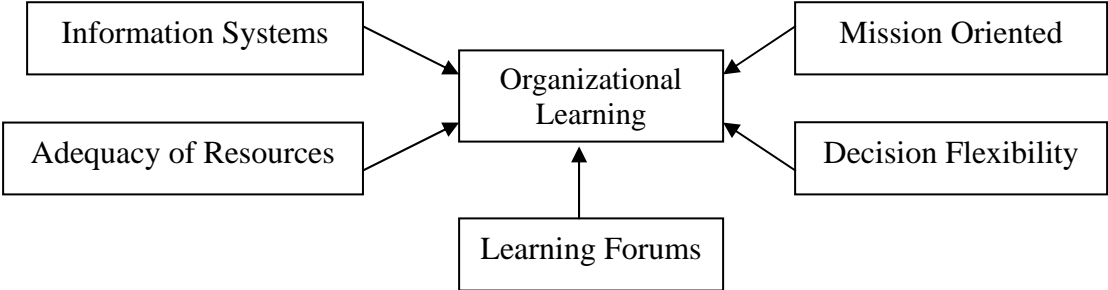 Information Systems
Mission Oriented
Organizational
Learning
Adequacy of Resources
Decision Flexibility
Learning Forums